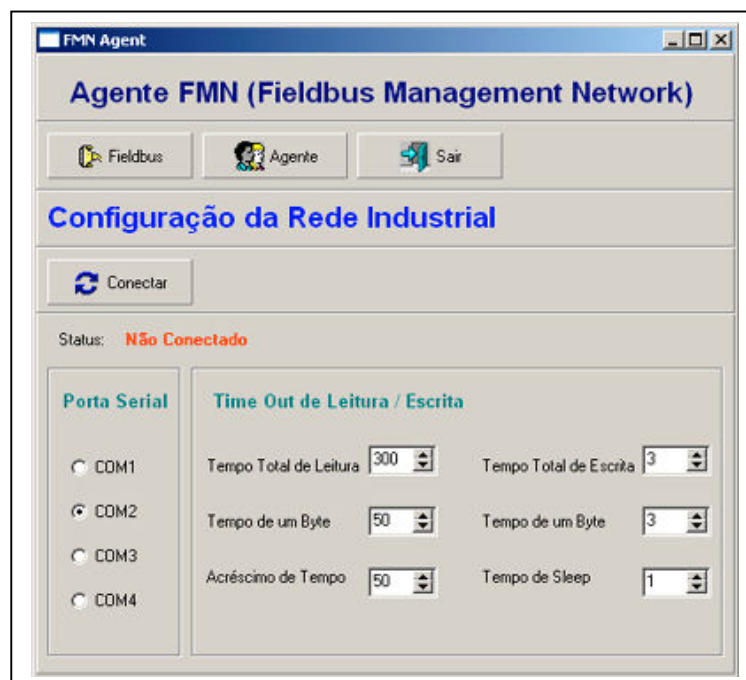 FMN Agent
Agente FMN (Fieldbus Management Network)
Fieldbus Agente Sair
Configuração da Rede Industrial
Conectar
Status: Não Conectado
Porta Serial Time Out de Leitura / Escrita
COM1 Tempo Total de Leitura 300 Tempo Total de Escrita 3
COM2 Tempo de um Byte 50 Tempo de um Byte 3
COM3 Acréscimo de Tempo 50 Tempo de Sleep 1
COM4